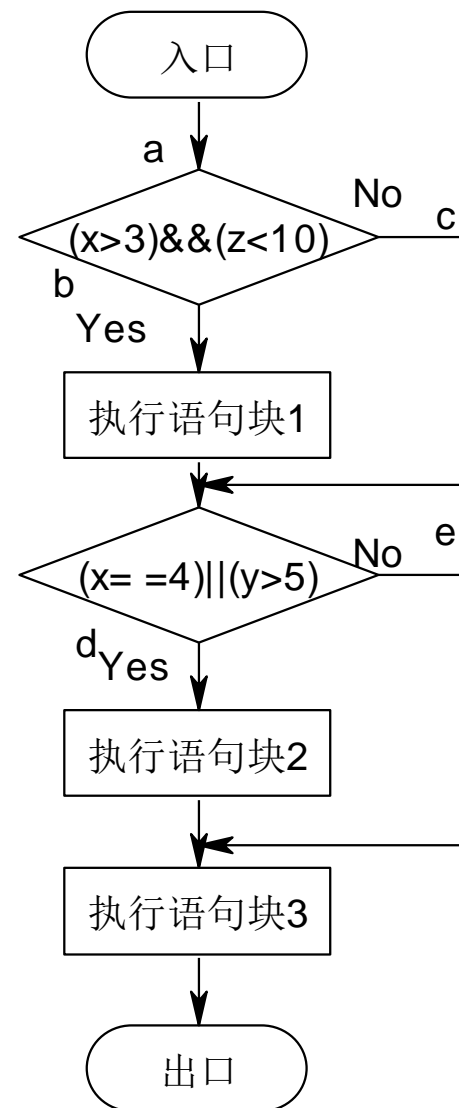 入口
a
No
c
(x>3)&&(z<10)
b
Yes
执行语句块1
e
No
(x= =4)||(y>5)
d
Yes
执行语句块2
执行语句块3
出口